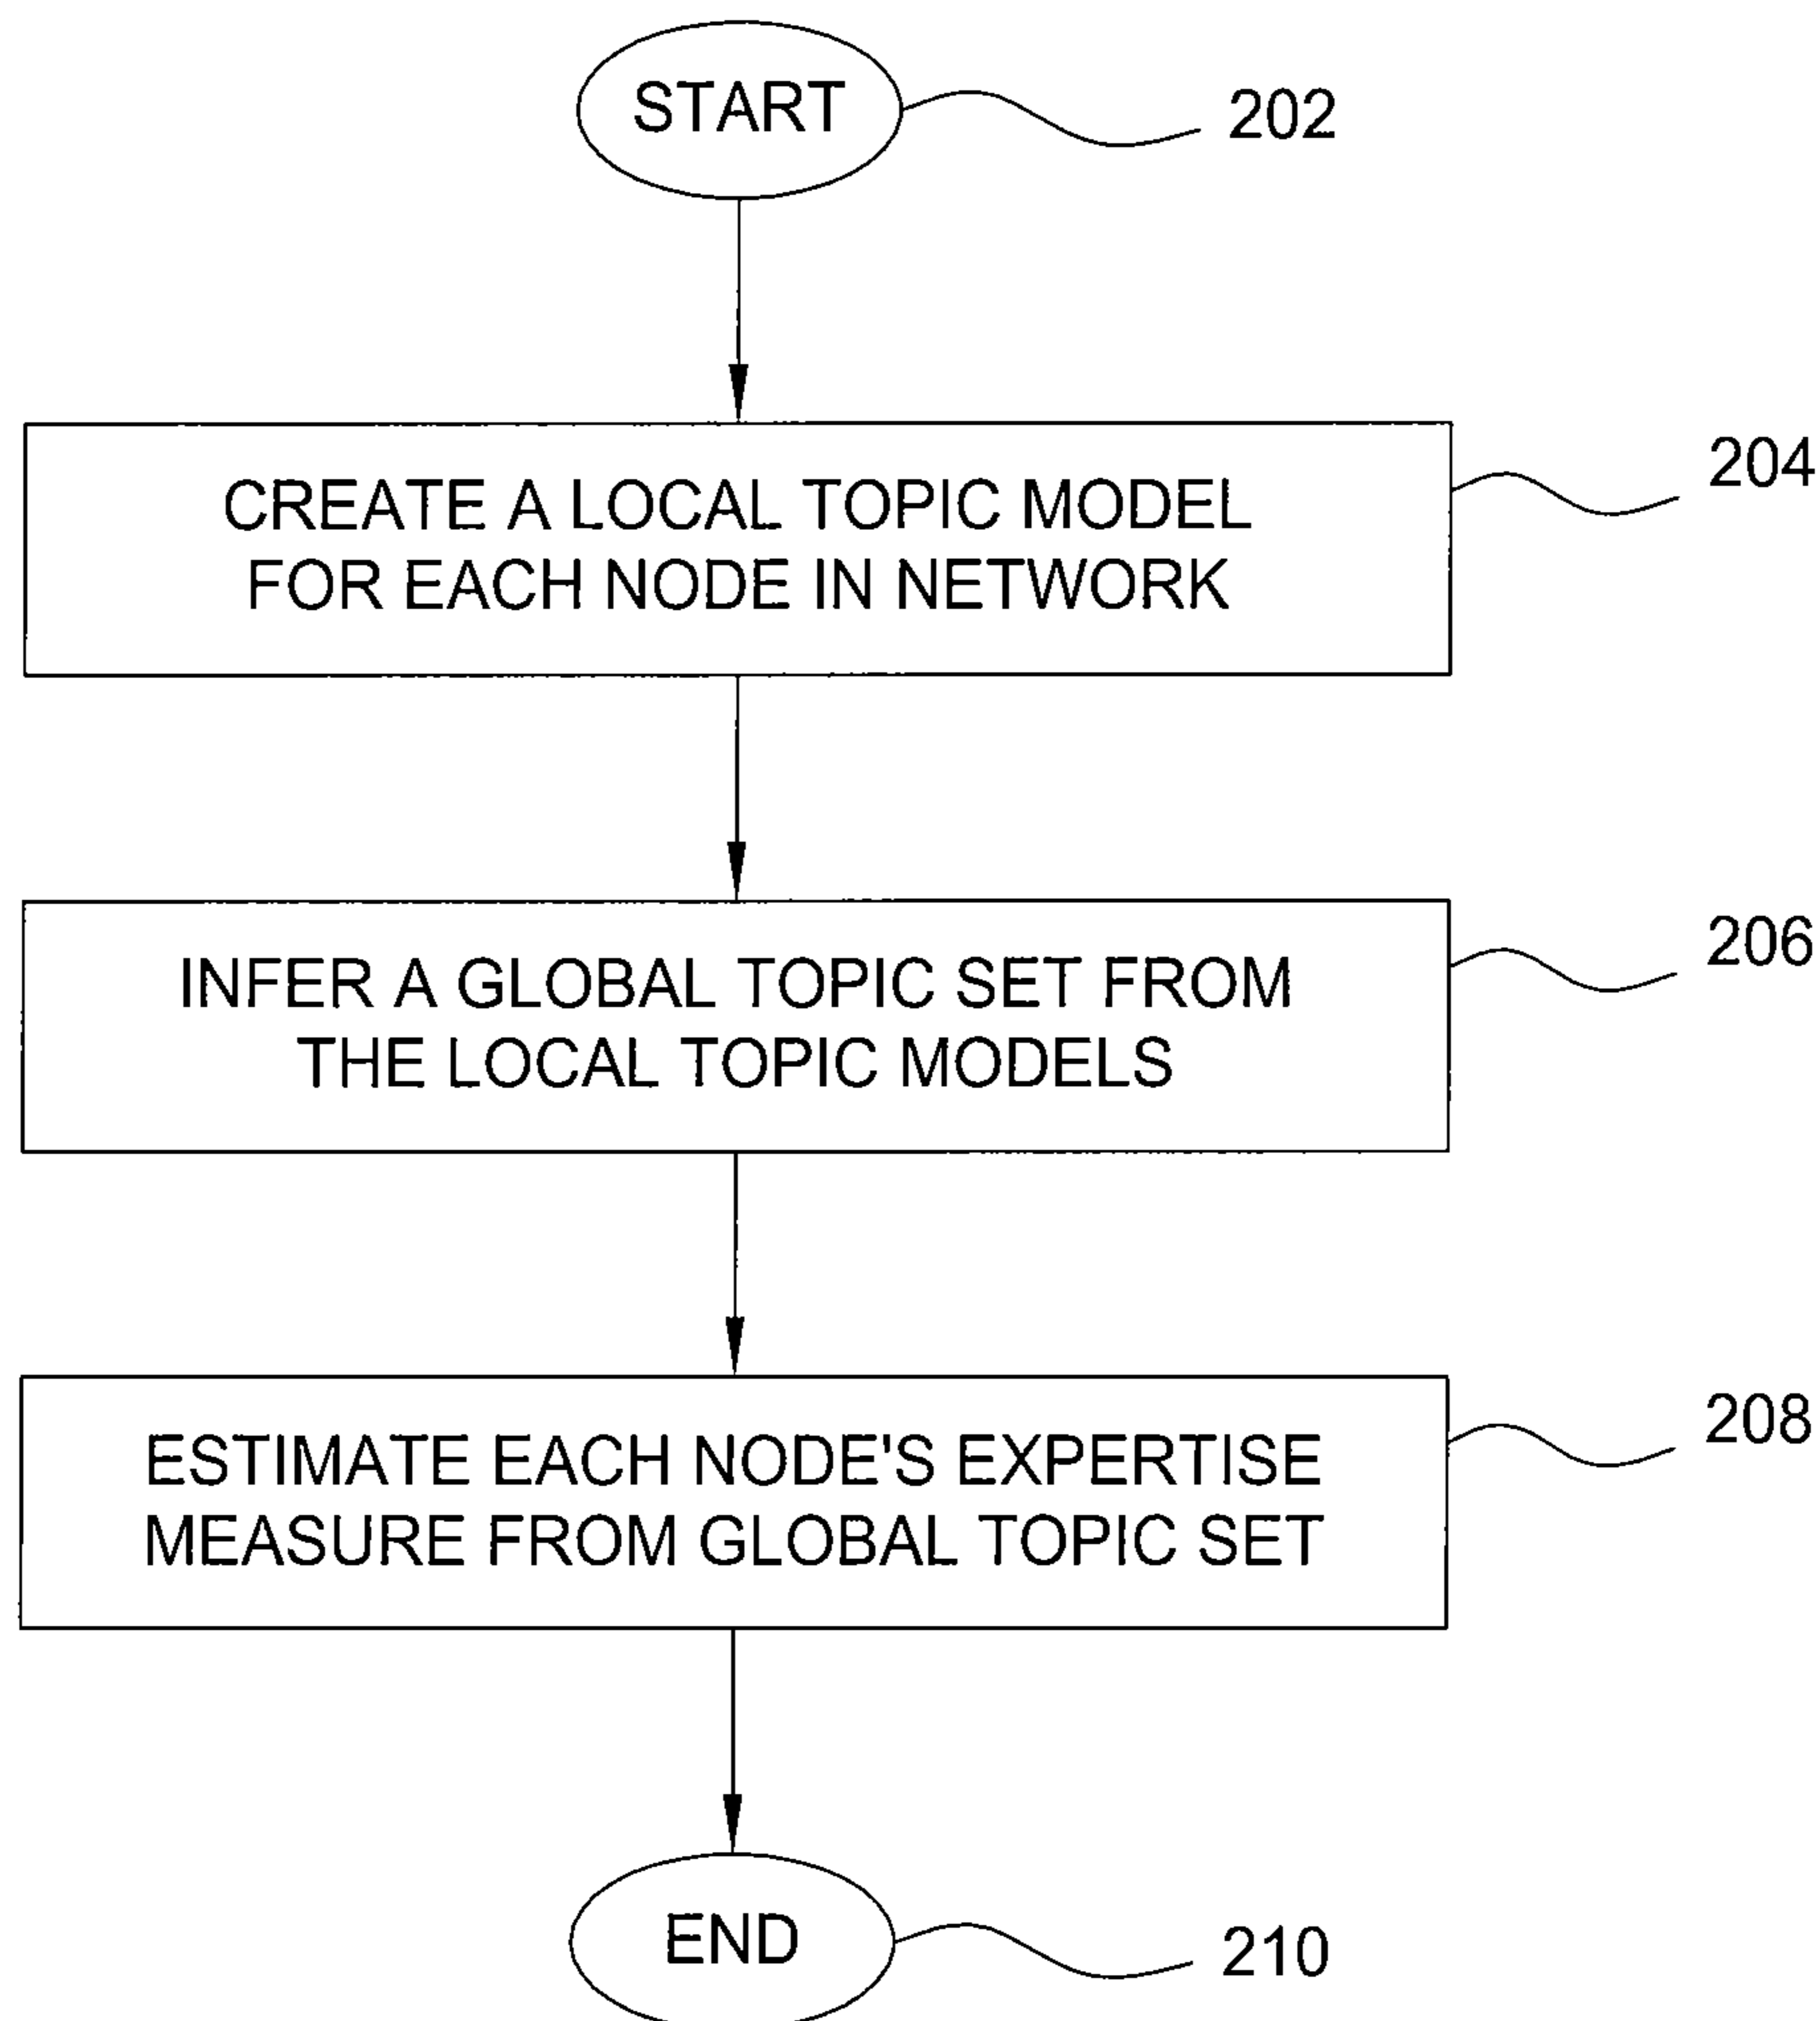 START
202
CREATE A LOCAL TOPIC MODEL
FOR EACH NODE IN NETWORK
204
INFER A GLOBAL TOPIC SET FROM
THE LOCAL TOPIC MODELS
206
ESTIMATE EACH NODE'S EXPERTISE
MEASURE FROM GLOBAL TOPIC SET
208
END
210